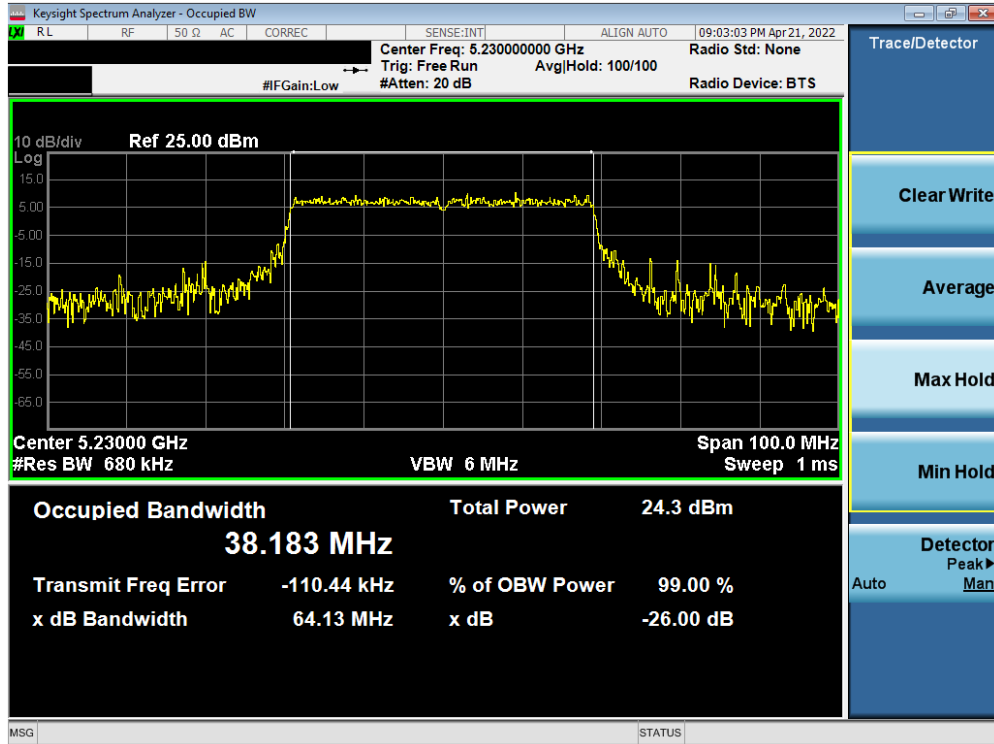 Keysight Spectrum Analyzer - Occupied BW
LXI RL RF 50 Ω AC CORREC SENSE:INT ALIGN AUTO 09:03:03 PM Apr 21, 2022
Center Freq: 5.230000000 GHz Radio Std: None
Trig: Free Run Avg|Hold: 100/100
#IFGain:Low #Atten: 20 dB Radio Device: BTS
10 dB/div Ref 25.00 dBm
Log
15.0
5.00
-5.00
-15.0
-25.0
-35.0
-45.0
-55.0
-65.0
Center 5.23000 GHz Span 100.0 MHz
#Res BW 680 kHz VBW 6 MHz Sweep 1 ms
Occupied Bandwidth Total Power 24.3 dBm
38.183 MHz
Transmit Freq Error -110.44 kHz % of OBW Power 99.00 %
x dB Bandwidth 64.13 MHz x dB -26.00 dB
MSG STATUS
Trace/Detector
Clear Write
Average
Max Hold
Min Hold
Detector
Peak▶
Auto Man